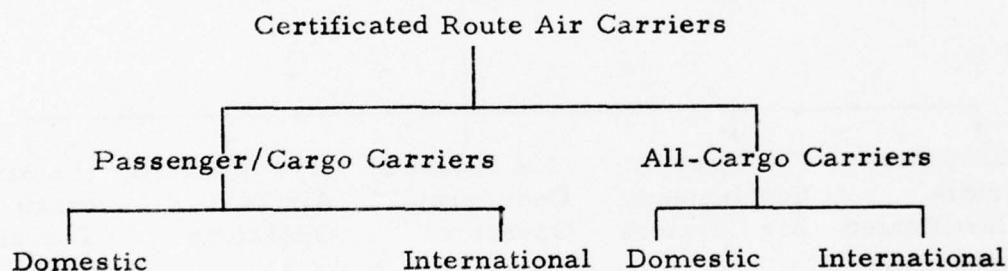 Certificated Route Air Carriers
Passenger/Cargo Carriers All-Cargo Carriers
Domestic International Domestic International